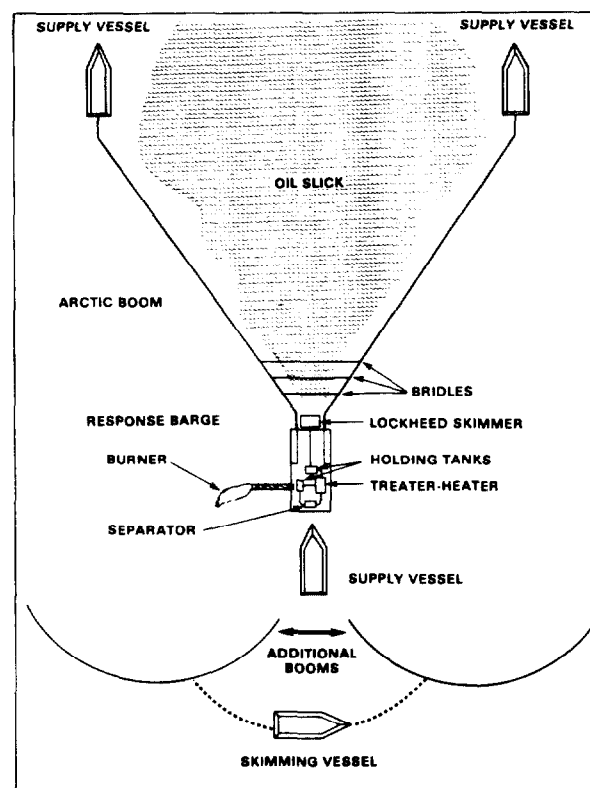 SUPPLY VESSEL
SUPPLY VESSEL
OIL SLICK
ARCTIC BOOM
BRIDLES
RESPONSE BARGE
LOCKHEED SKIMMER
BURNER
HOLDING TANKS
TREATER-HEATER
SEPARATOR
SUPPLY VESSEL
ADDITIONAL
BOOMS
SKIMMING VESSEL